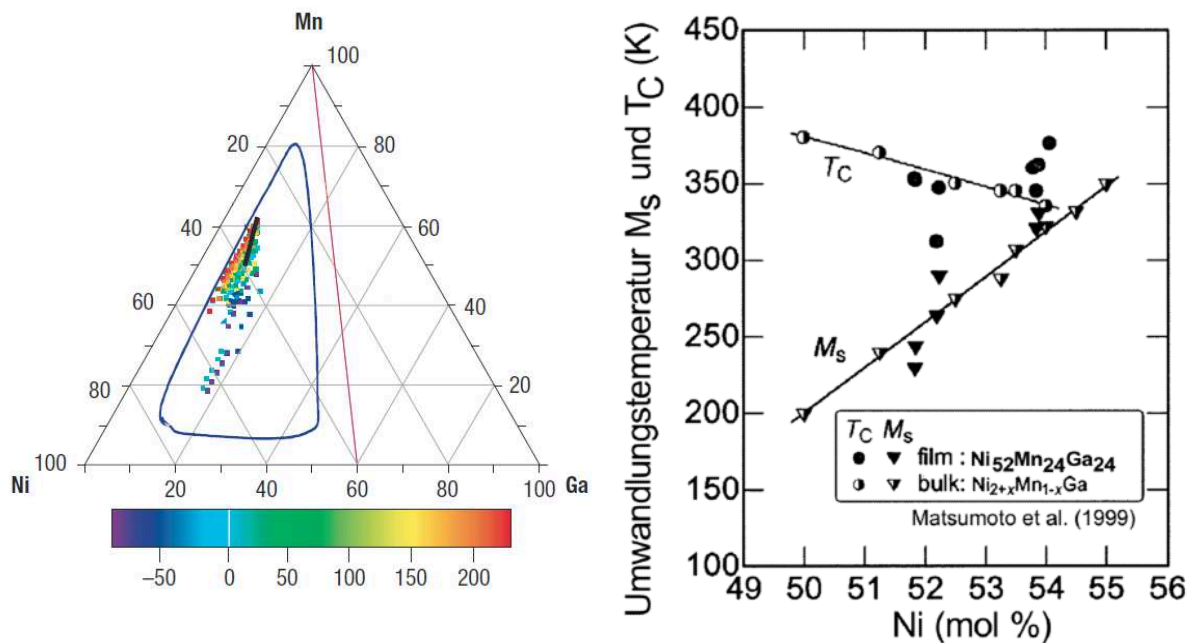 Mn
100
20
80
40
60
60
40
80
20
100
Ni
20
40
60
80
100
Ga
−50
0
50
100
150
200
Umwandlungstemperatur Ms und TC (K)
450
400
350
300
250
200
150
100
TC
Ms
TC Ms
film : Ni52Mn24Ga24
bulk: Ni2+xMn1-xGa
Matsumoto et al. (1999)
49 50 51 52 53 54 55 56
Ni (mol %)